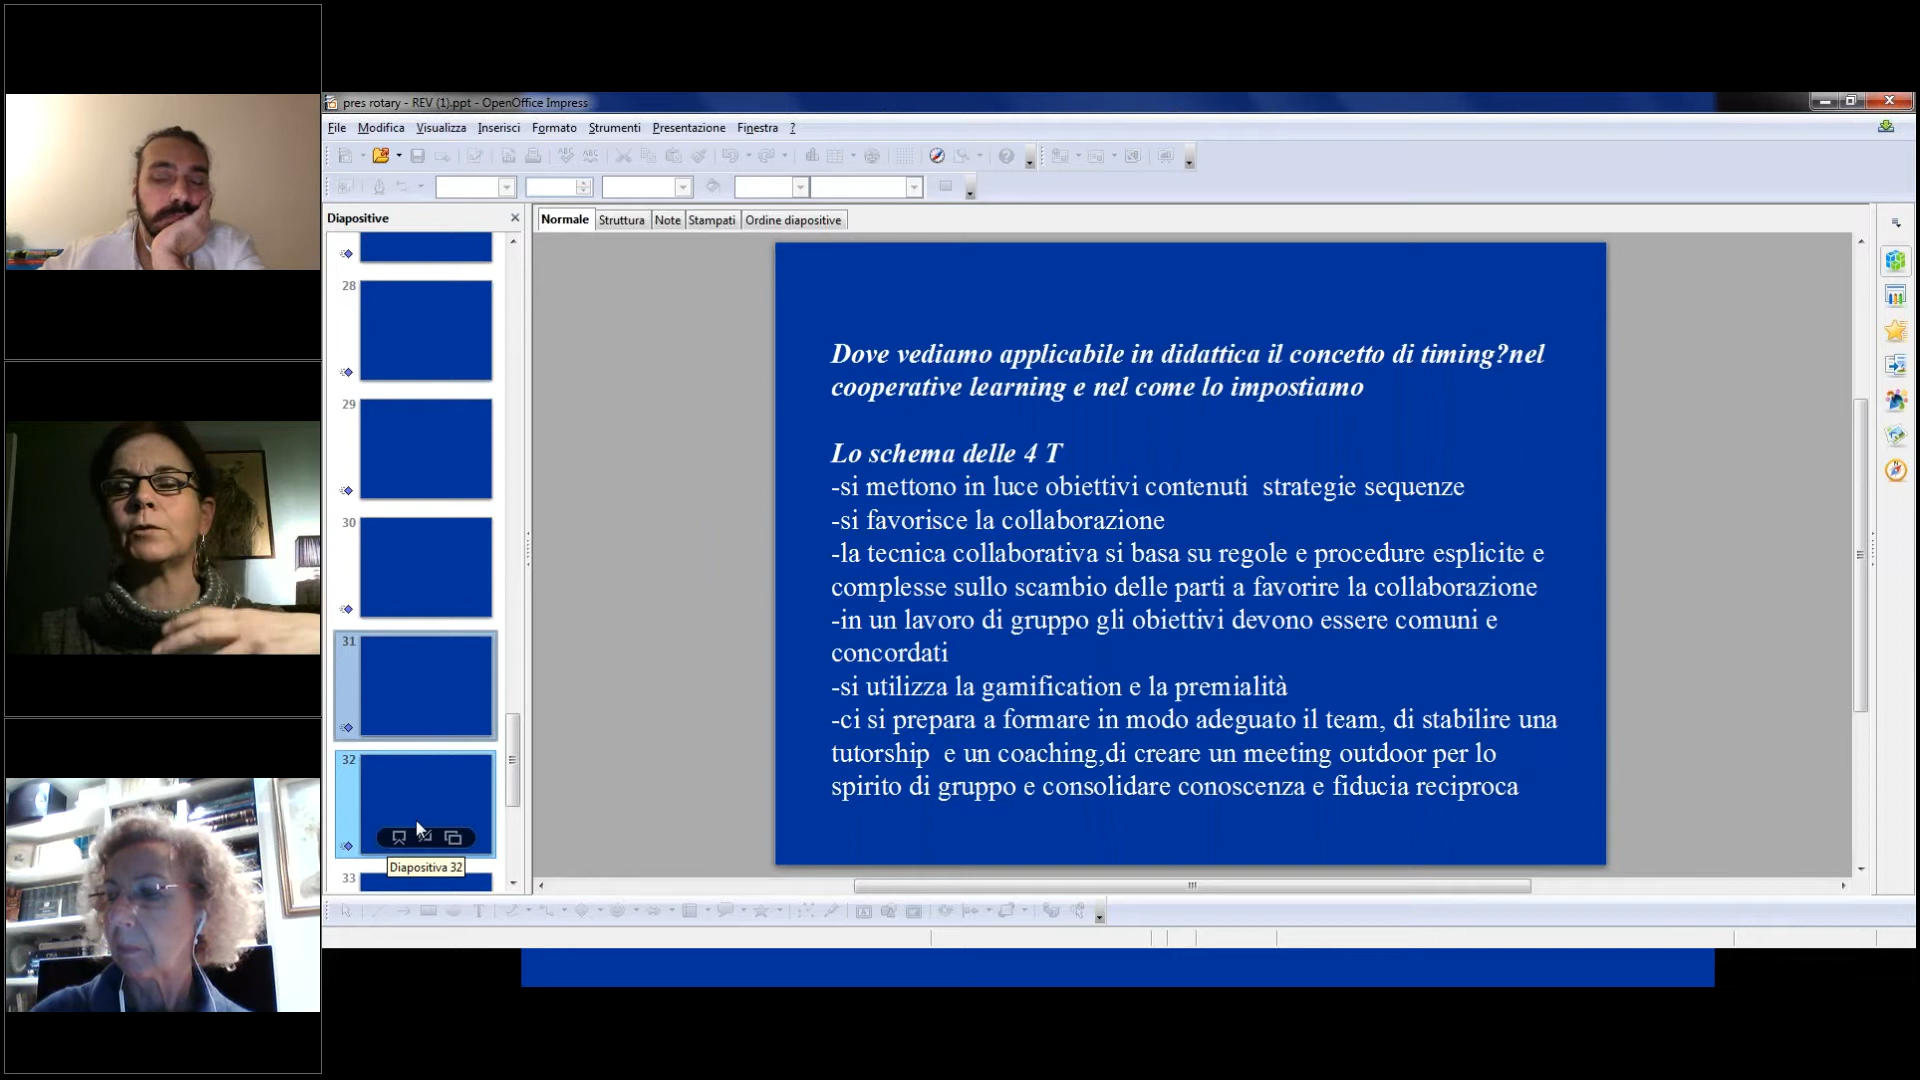 pres rotary - REV (1).ppt - OpenOffice Impress
File Modifica Visualizza Inserisci Formato Strumenti Presentazione Finestra ?
Diapositive
Normale Struttura Note Stampati Ordine diapositive
28
29
30
31
32
Diapositiva 32
33
Dove vediamo applicabile in didattica il concetto di timing?nel
cooperative learning e nel come lo impostiamo
Lo schema delle 4 T
-si mettono in luce obiettivi contenuti  strategie sequenze
-si favorisce la collaborazione
-la tecnica collaborativa si basa su regole e procedure esplicite e
complesse sullo scambio delle parti a favorire la collaborazione
-in un lavoro di gruppo gli obiettivi devono essere comuni e
concordati
-si utilizza la gamification e la premialità
-ci si prepara a formare in modo adeguato il team, di stabilire una
tutorship  e un coaching,di creare un meeting outdoor per lo
spirito di gruppo e consolidare conoscenza e fiducia reciproca